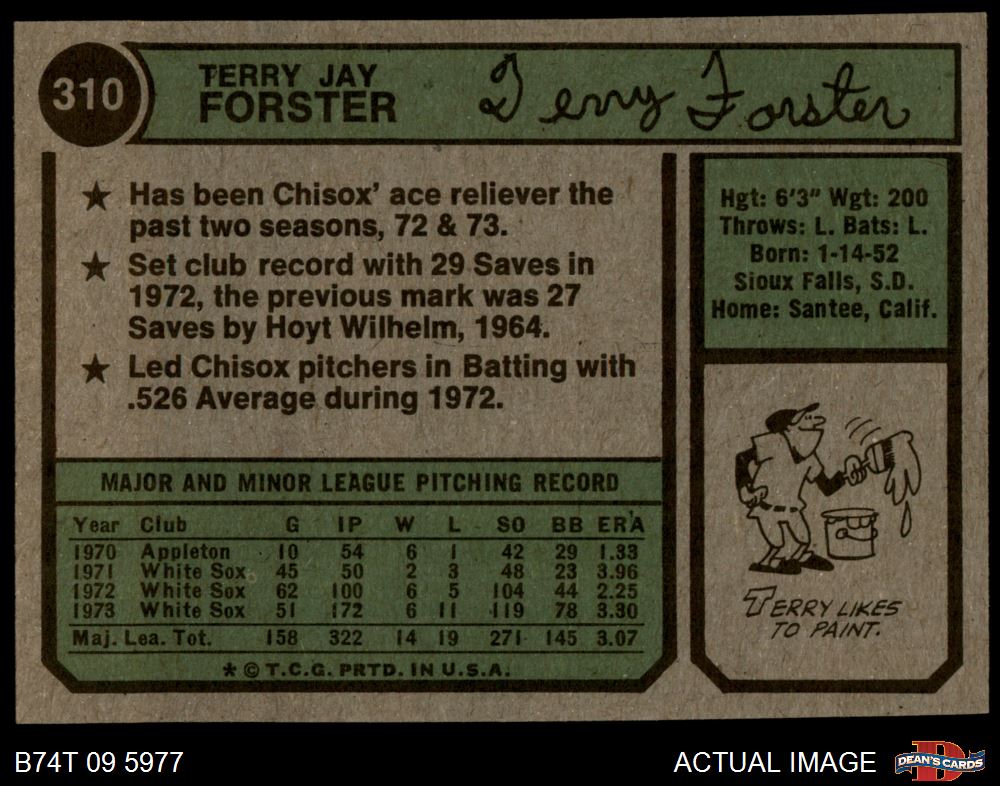 310
TERRY JAY
FORSTER
Terry Forster
★ Has been Chisox' ace reliever the
past two seasons, 72 & 73.
★ Set club record with 29 Saves in
1972, the previous mark was 27
Saves by Hoyt Wilhelm, 1964.
★ Led Chisox pitchers in Batting with
.526 Average during 1972.
Hgt: 6'3" Wgt: 200
Throws: L. Bats: L.
Born: 1-14-52
Sioux Falls, S.D.
Home: Santee, Calif.
MAJOR AND MINOR LEAGUE PITCHING RECORD
Year Club G IP W L SO BB ERA
1970 Appleton 10 54 6 1 42 29 1.33
1971 White Sox 45 50 2 3 48 23 3.96
1972 White Sox 62 100 6 5 104 44 2.25
1973 White Sox 51 172 6 11 119 78 3.30
Maj. Lea. Tot. 158 322 14 19 271 145 3.07
* © T.C.G. PRTD. IN U.S.A.
TERRY LIKES
TO PAINT.
B74T 09 5977
ACTUAL IMAGE
D
DEAN'S CARDS